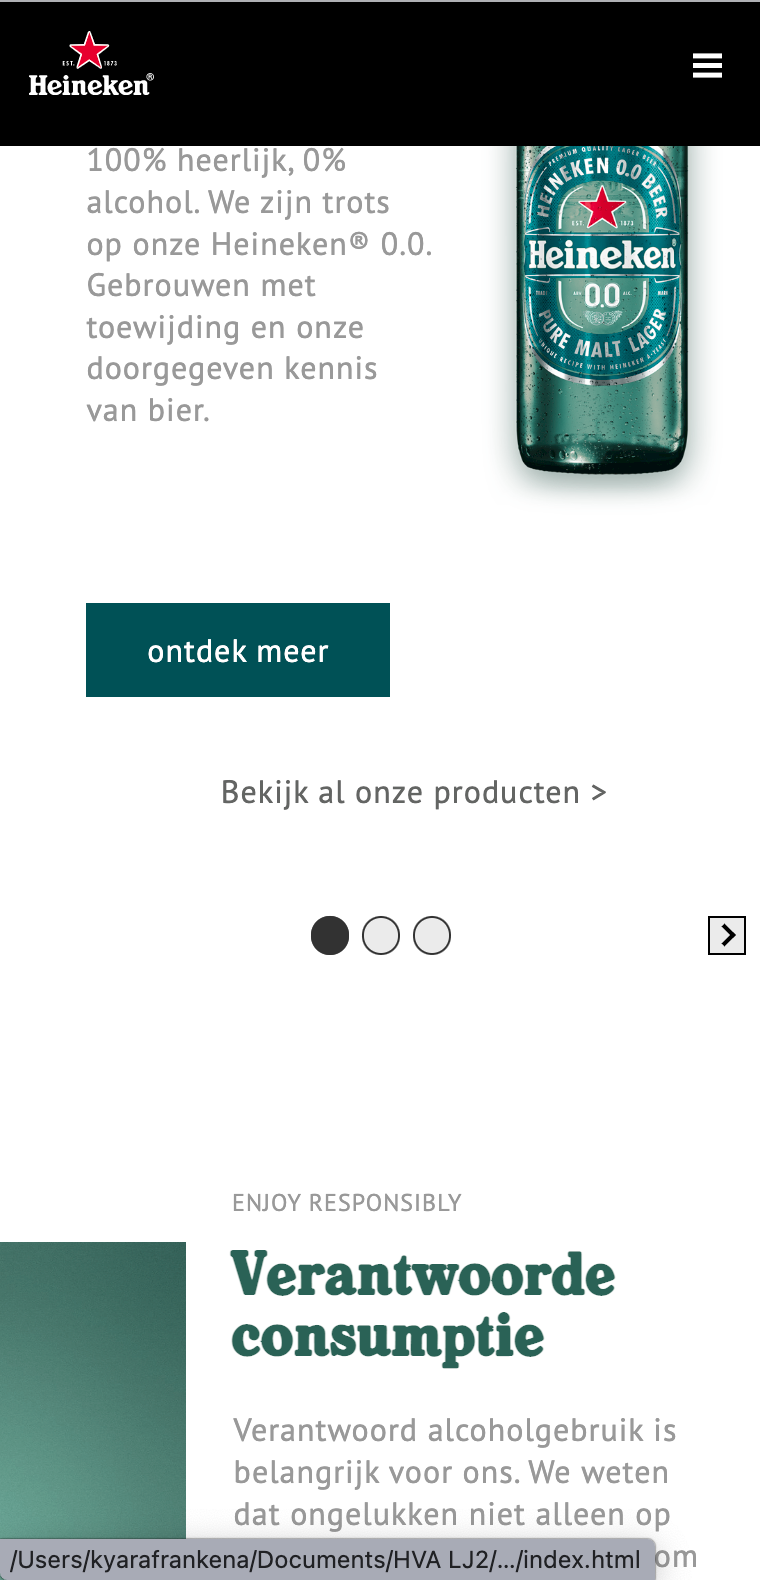 EST. 1873
Heineken®
100% heerlijk, 0%
alcohol. We zijn trots
op onze Heineken® 0.0.
Gebrouwen met
toewijding en onze
doorgegeven kennis
van bier.
PREMIUM QUALITY LAGER BEER
HEINEKEN 0.0 BEER
EST. 1873
Heineken®
TRADE MARK
0.0
PURE MALT LAGER
UNIQUE RECIPE WITH HEINEKEN A-YEAST
ontdek meer
Bekijk al onze producten >
ENJOY RESPONSIBLY
Verantwoorde
consumptie
Verantwoord alcoholgebruik is
belangrijk voor ons. We weten
dat ongelukken niet alleen op
om
/Users/kyarafrankena/Documents/HVA LJ2/.../index.html